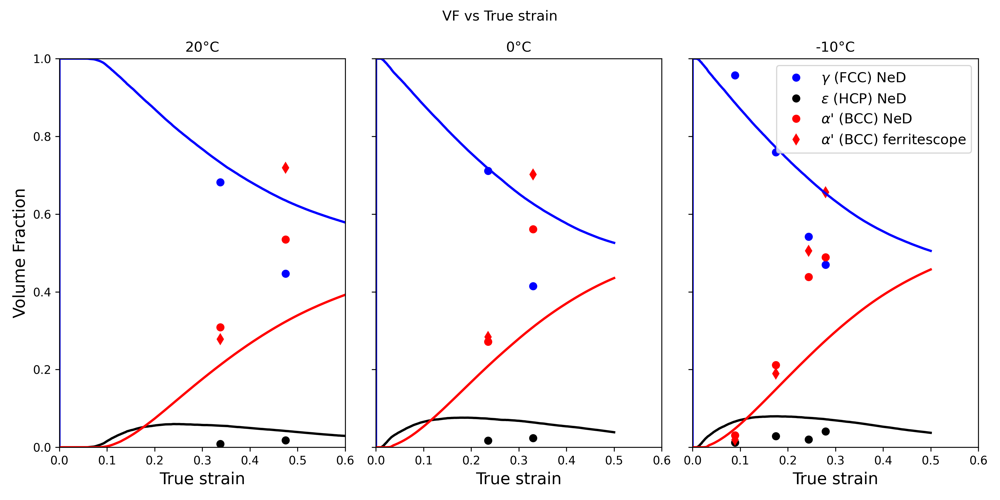 VF vs True strain
20°C
0°C
-10°C
Volume Fraction
1.0
0.8
0.6
0.4
0.2
0.0
0.0 0.1 0.2 0.3 0.4 0.5 0.6
0.0 0.1 0.2 0.3 0.4 0.5 0.6
0.0 0.1 0.2 0.3 0.4 0.5 0.6
True strain
True strain
True strain
γ (FCC) NeD
ε (HCP) NeD
α' (BCC) NeD
α' (BCC) ferritescope